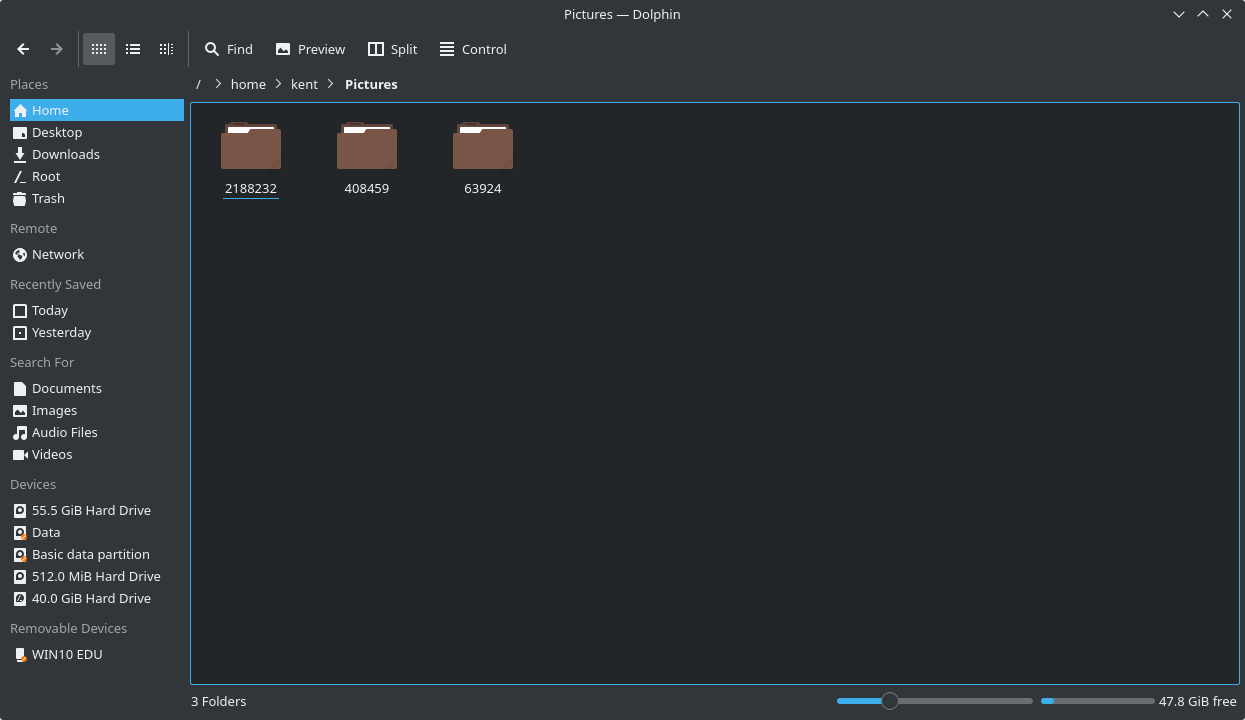 Pictures — Dolphin
Find
Preview
Split
Control
Places
/ > home > kent > Pictures
Home
Desktop
Downloads
Root
Trash
Remote
Network
Recently Saved
Today
Yesterday
Search For
Documents
Images
Audio Files
Videos
Devices
55.5 GiB Hard Drive
Data
Basic data partition
512.0 MiB Hard Drive
40.0 GiB Hard Drive
Removable Devices
WIN10 EDU
2188232
408459
63924
3 Folders
47.8 GiB free